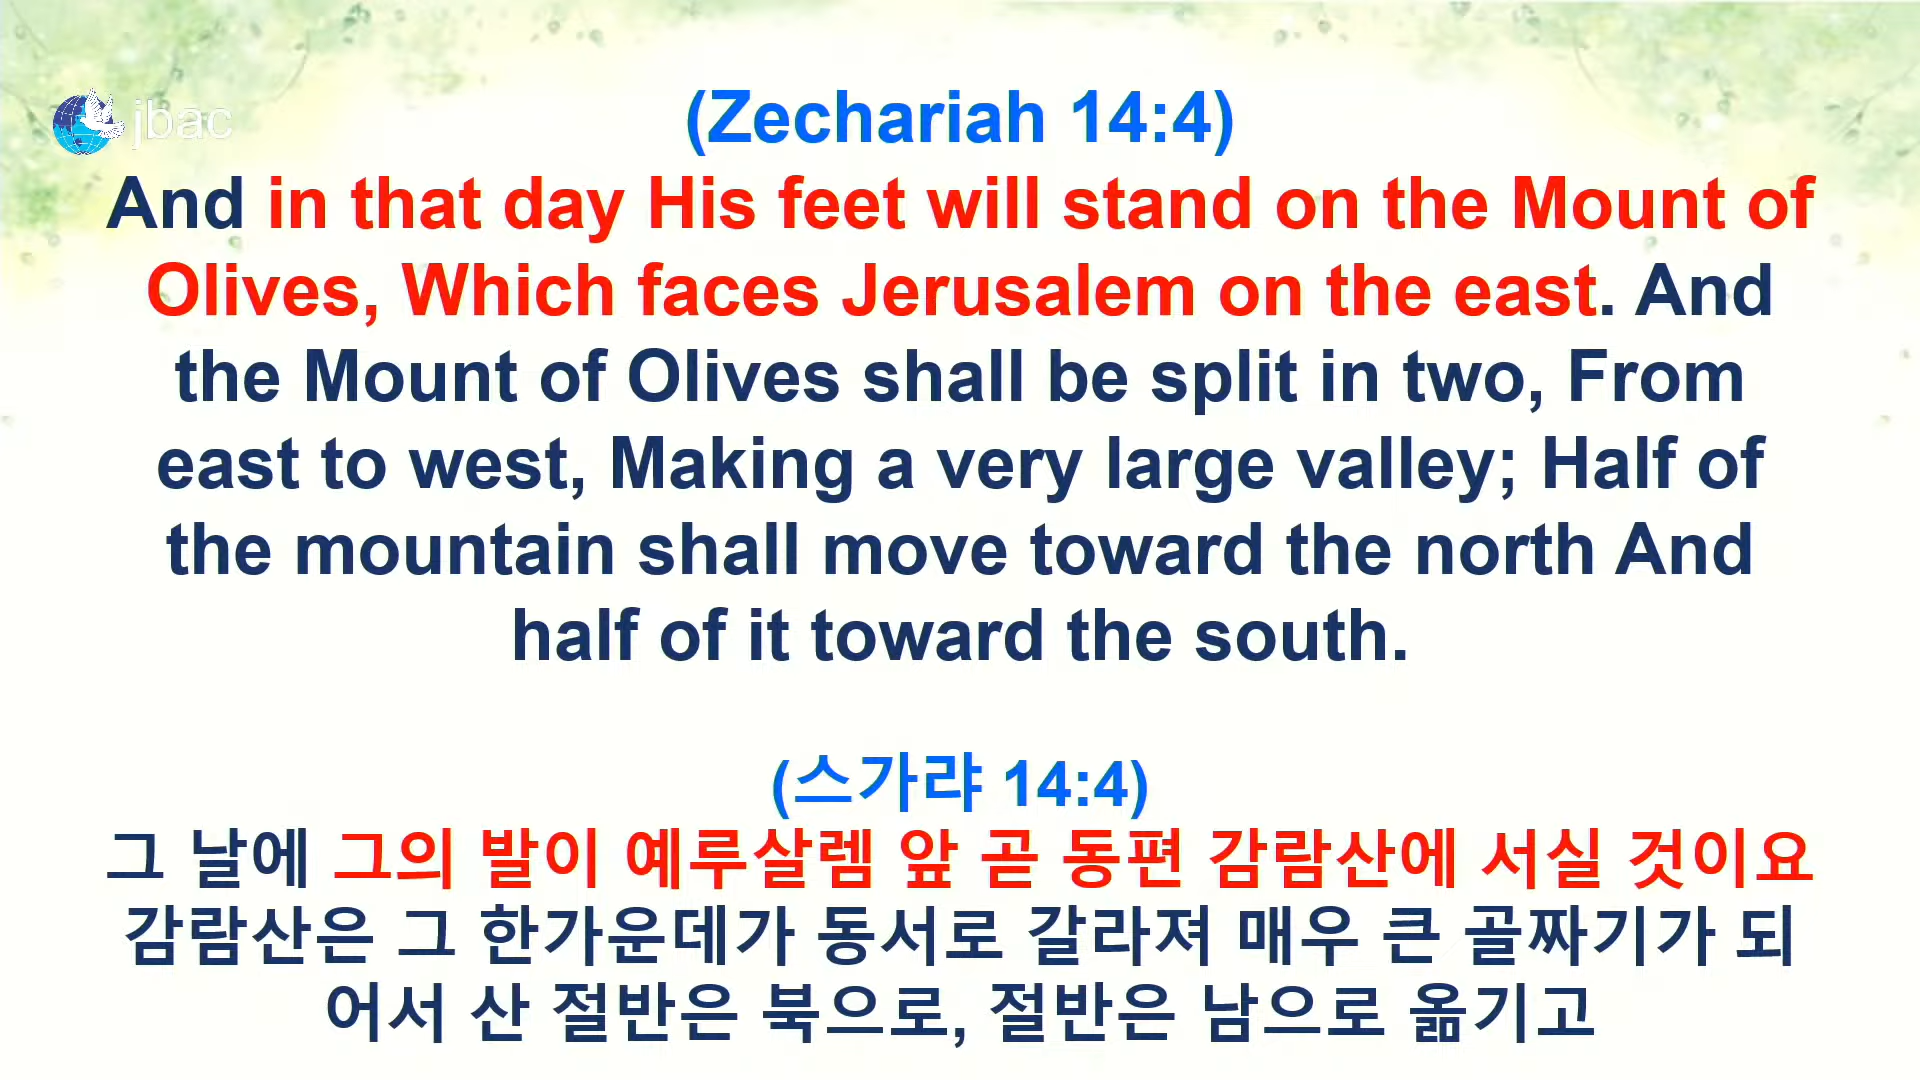 jbac
(Zechariah 14:4)
And in that day His feet will stand on the Mount of
Olives, Which faces Jerusalem on the east. And
the Mount of Olives shall be split in two, From
east to west, Making a very large valley; Half of
the mountain shall move toward the north And
half of it toward the south.
(스가랴 14:4)
그 날에 그의 발이 예루살렘 앞 곧 동편 감람산에 서실 것이요
감람산은 그 한가운데가 동서로 갈라져 매우 큰 골짜기가 되
어서 산 절반은 북으로, 절반은 남으로 옮기고